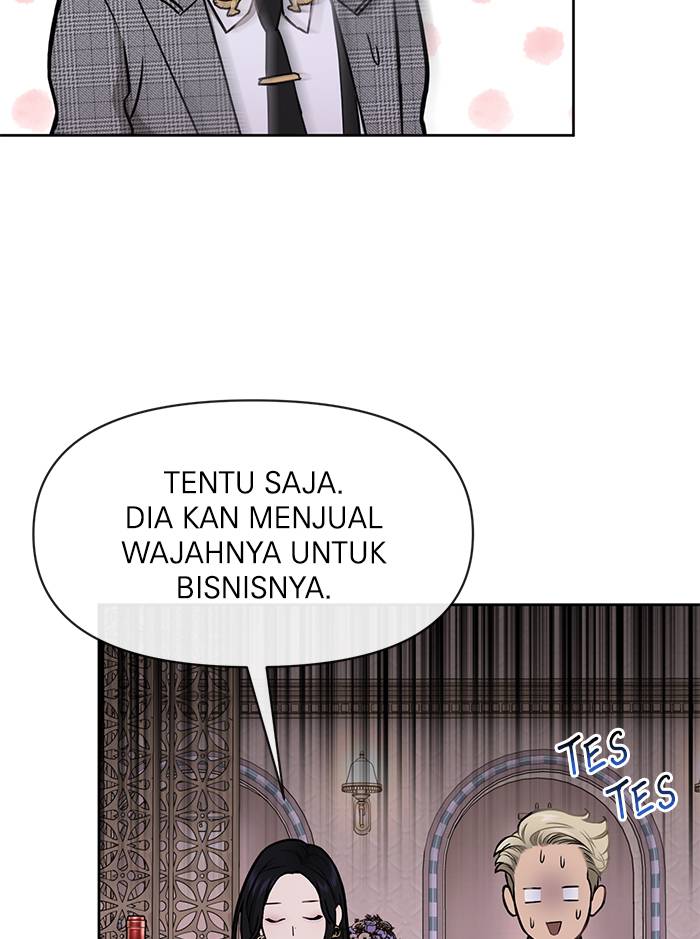 TENTU SAJA.
DIA KAN MENJUAL
WAJAHNYA UNTUK
BISNISNYA.
TES
TES